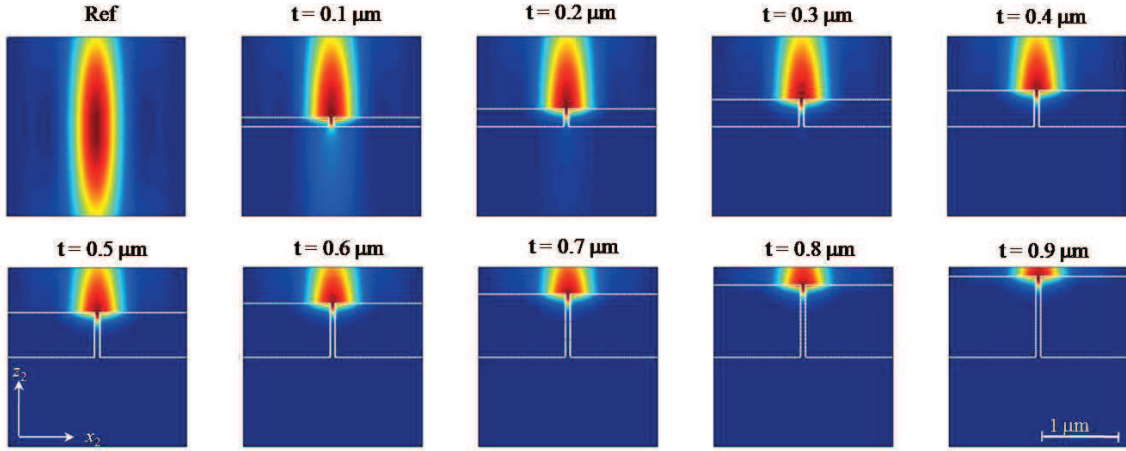 Ref
t = 0.1 μm
t = 0.2 μm
t = 0.3 μm
t = 0.4 μm
t = 0.5 μm
t = 0.6 μm
t = 0.7 μm
t = 0.8 μm
t = 0.9 μm
z₂
x₂
1 μm